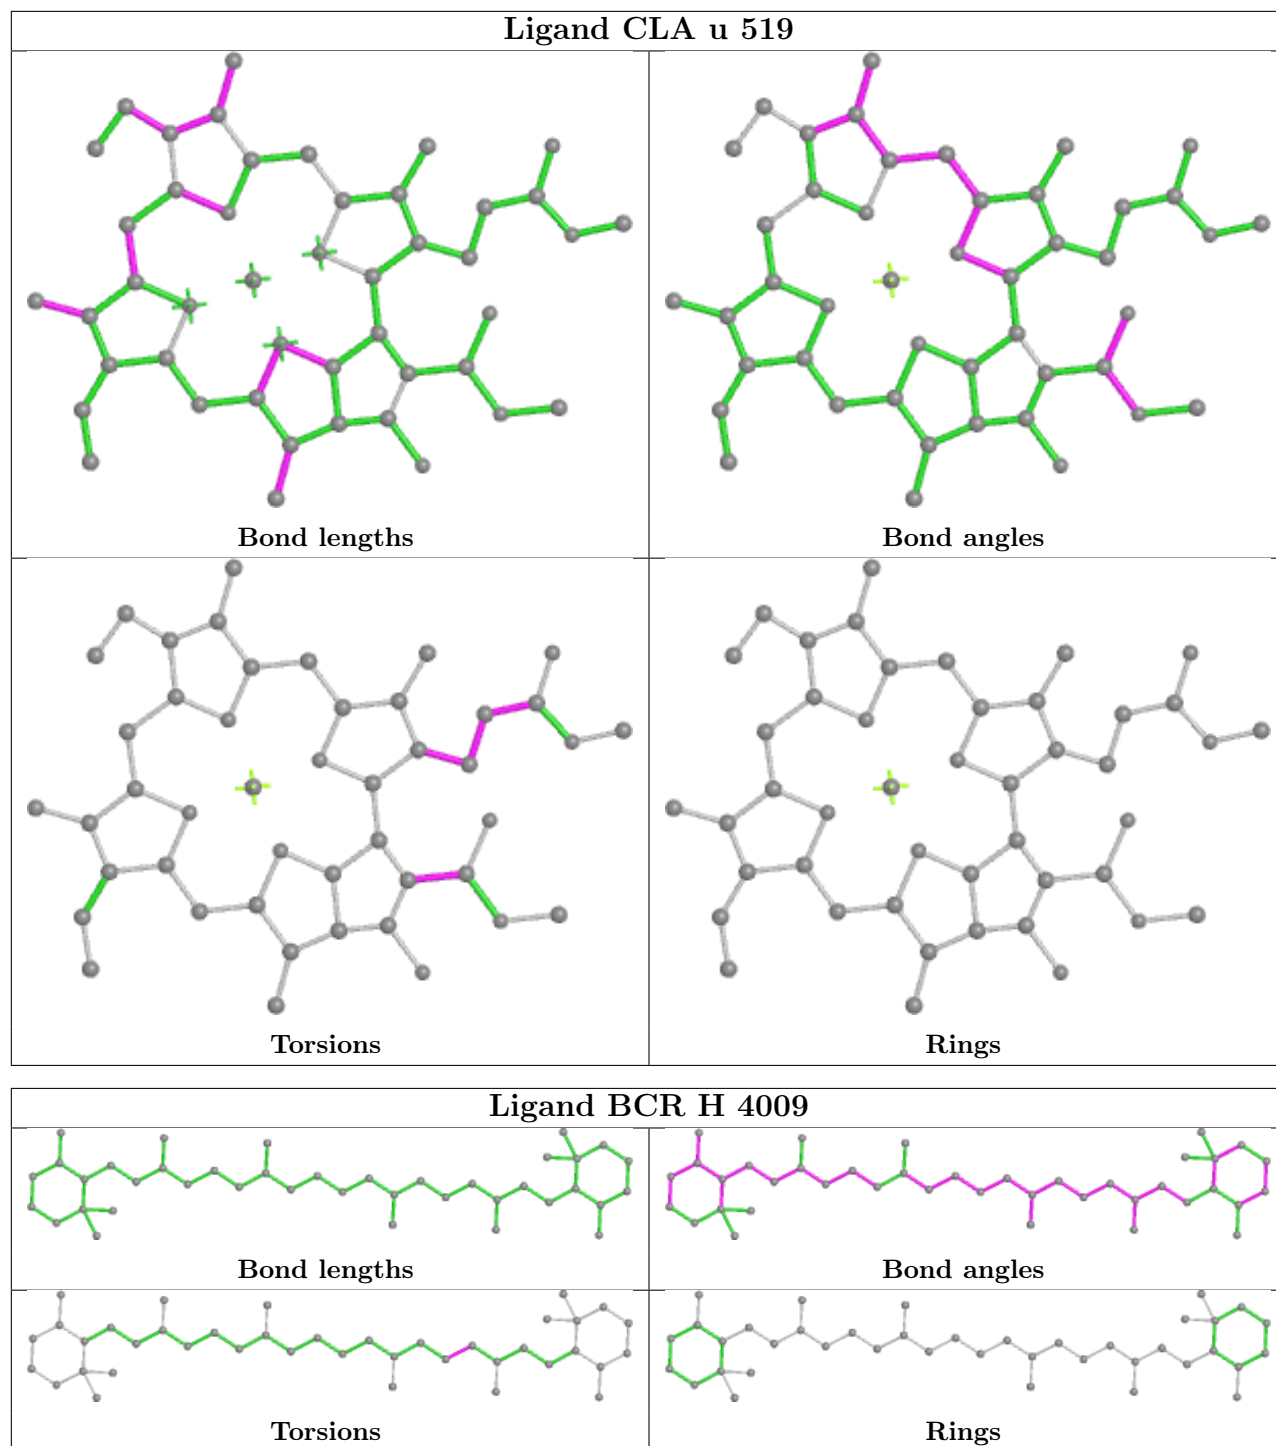 Ligand CLA u 519
Bond lengths
Bond angles
Torsions
Rings
Ligand BCR H 4009
Bond lengths
Bond angles
Torsions
Rings